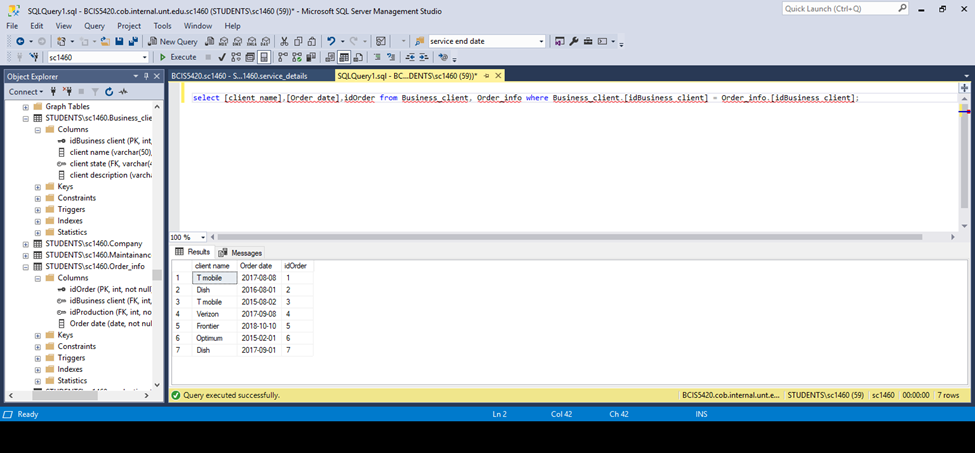 SQLQuery1.sql - BCIS5420.cob.internal.unt.edu.sc1460 (STUDENTS\sc1460 (59))* - Microsoft SQL Server Management Studio
Quick Launch (Ctrl+Q)
File Edit View Query Project Tools Window Help
New Query
service end date
sc1460
Execute
Object Explorer
BCIS5420.sc1460 - S...1460.service_details
SQLQuery1.sql - BC...DENTS\sc1460 (59))*
Connect
select [client name],[Order date],idOrder from Business_client, Order_info where Business_client.[idBusiness client] = Order_info.[idBusiness client];
Graph Tables
STUDENTS\sc1460.Business_clie
Columns
idBusiness client (PK, int,
client name (varchar(50),
client state (FK, varchar(4
client description (varcha
Keys
Constraints
Triggers
Indexes
Statistics
STUDENTS\sc1460.Company
STUDENTS\sc1460.Maintainanc
STUDENTS\sc1460.Order_info
Columns
idOrder (PK, int, not null
idBusiness client (FK, int,
idProduction (FK, int, no
Order date (date, not nul
Keys
Constraints
Triggers
Indexes
Statistics
100 %
Results Messages
client name Order date idOrder
1 T mobile 2017-08-08 1
2 Dish 2016-08-01 2
3 T mobile 2015-08-02 3
4 Verizon 2017-09-08 4
5 Frontier 2018-10-10 5
6 Optimum 2015-02-01 6
7 Dish 2017-09-01 7
Query executed successfully.
BCIS5420.cob.internal.unt.e... STUDENTS\sc1460 (59) sc1460 00:00:00 7 rows
Ready Ln 2 Col 42 Ch 42 INS